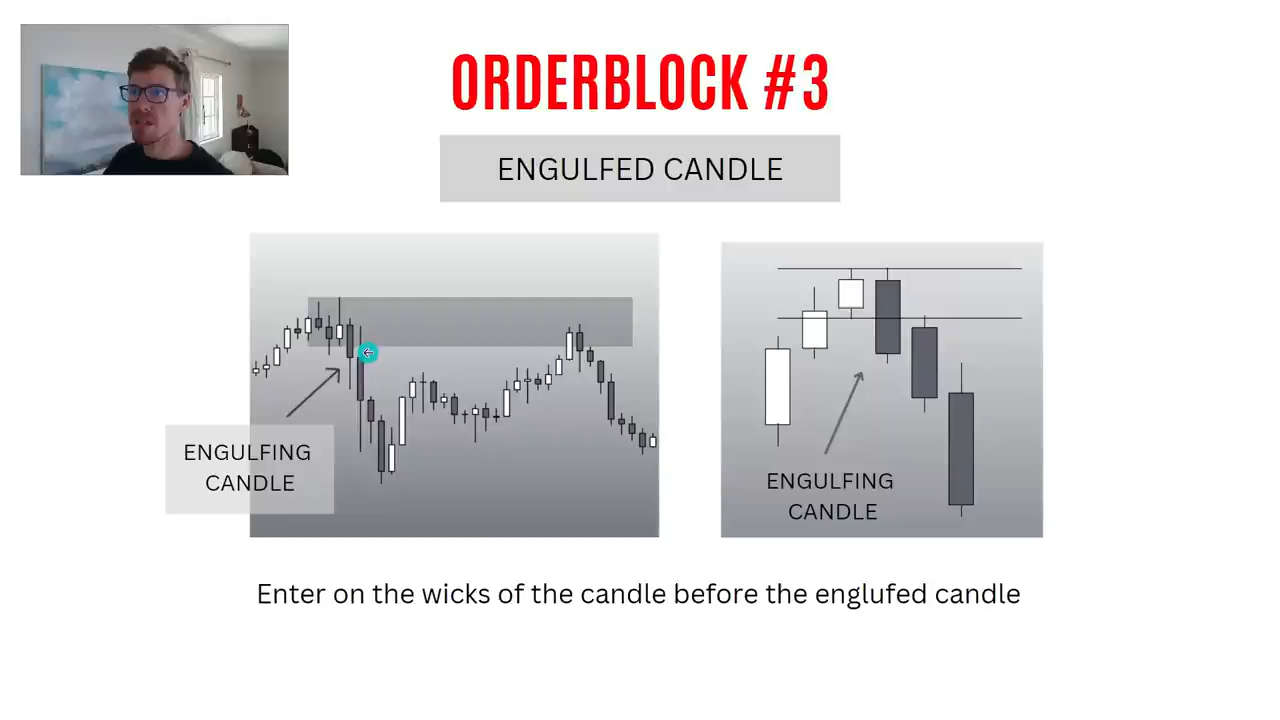 ORDERBLOCK #3
ENGULFED CANDLE
ENGULFING
CANDLE
ENGULFING
CANDLE
Enter on the wicks of the candle before the englufed candle